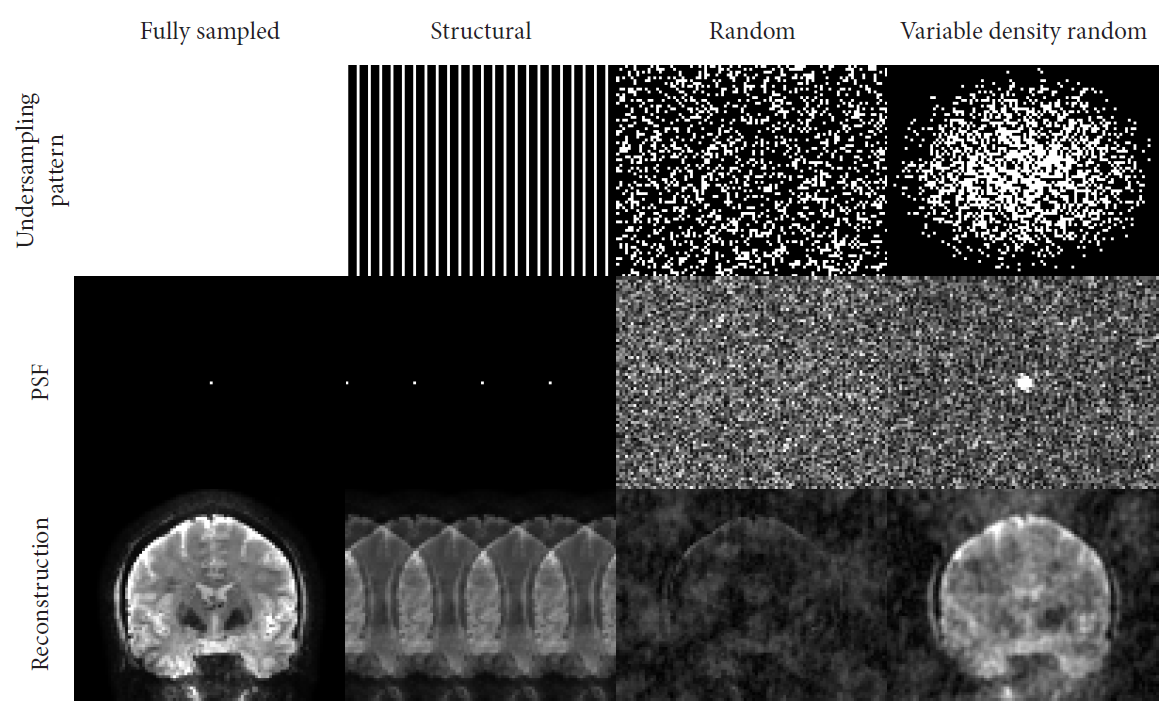 Fully sampled
Structural
Random
Variable density random
Undersampling
pattern
PSF
Reconstruction